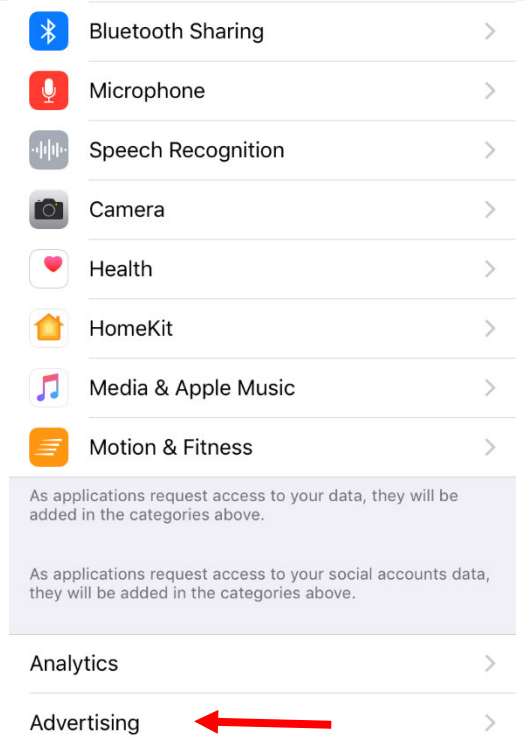 Bluetooth Sharing
Microphone
Speech Recognition
Camera
Health
HomeKit
Media & Apple Music
Motion & Fitness
As applications request access to your data, they will be
added in the categories above.
As applications request access to your social accounts data,
they will be added in the categories above.
Analytics
Advertising